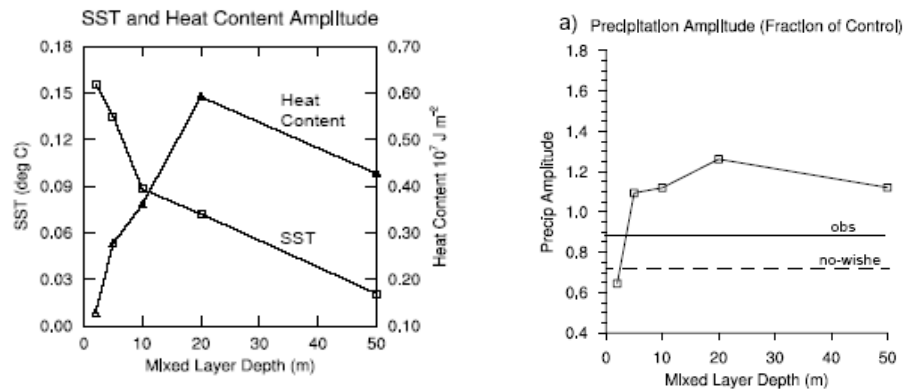 SST and Heat Content Amplitude
0.18
0.15
0.12
0.09
0.06
0.03
0.00
SST (deg C)
0.70
0.60
0.50
0.40
0.30
0.20
0.10
Heat Content 10⁷ J m⁻²
Heat
Content
SST
0 10 20 30 40 50
Mixed Layer Depth (m)
a) Precipitation Amplitude (Fraction of Control)
1.8
1.6
1.4
1.2
1.0
0.8
0.6
0.4
Precip Amplitude
obs
no-wishe
0 10 20 30 40 50
Mixed Layer Depth (m)